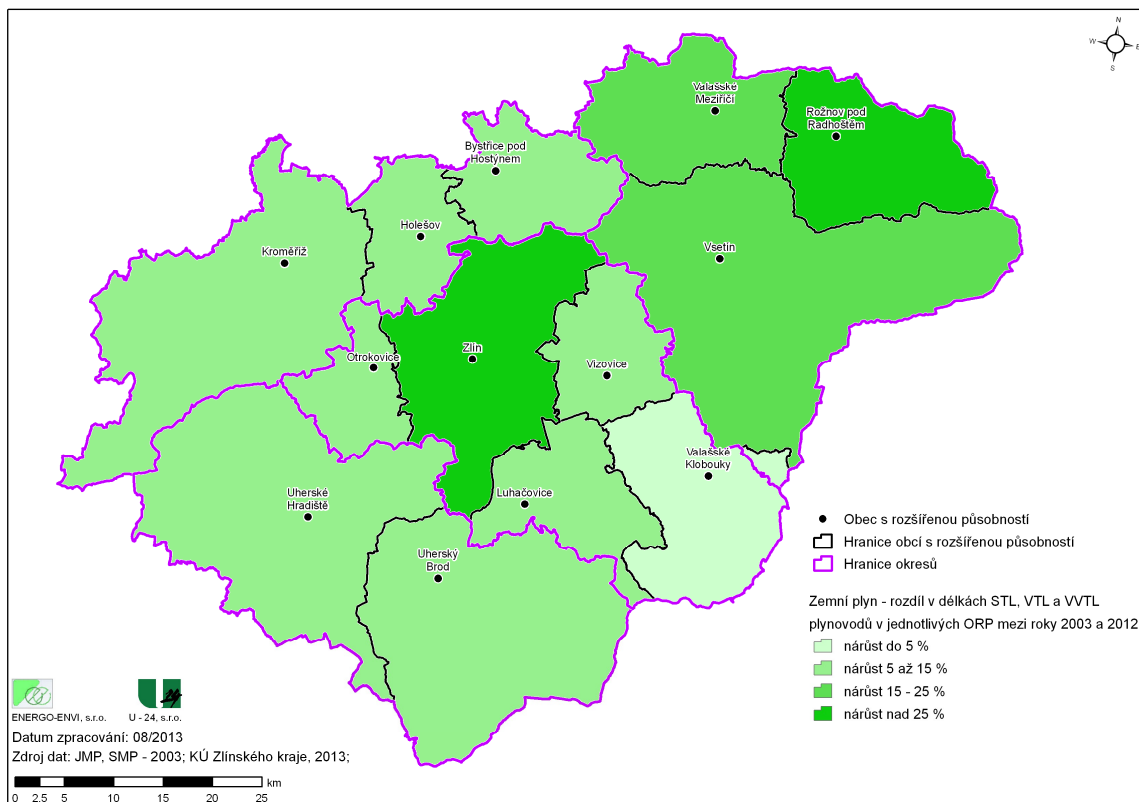 N
W
E
S
Valašské
Meziříčí
Rožnov pod
Radhoštěm
Bystřice pod
Hostýnem
Holešov
Kroměříž
Vsetín
Zlín
Otrokovice
Vizovice
Valašské
Klobouky
Uherské
Hradiště
Luhačovice
Uherský
Brod
Obec s rozšířenou působností
Hranice obcí s rozšířenou působností
Hranice okresů
Zemní plyn - rozdíl v délkách STL, VTL a VVTL
plynovodů v jednotlivých ORP mezi roky 2003 a 2012
nárůst do 5 %
nárůst 5 až 15 %
nárůst 15 - 25 %
nárůst nad 25 %
ENERGO-ENVI, s.r.o. U - 24, s.r.o.
Datum zpracování: 08/2013
Zdroj dat: JMP, SMP - 2003; KÚ Zlínského kraje, 2013;
km
0 2.5 5 10 15 20 25